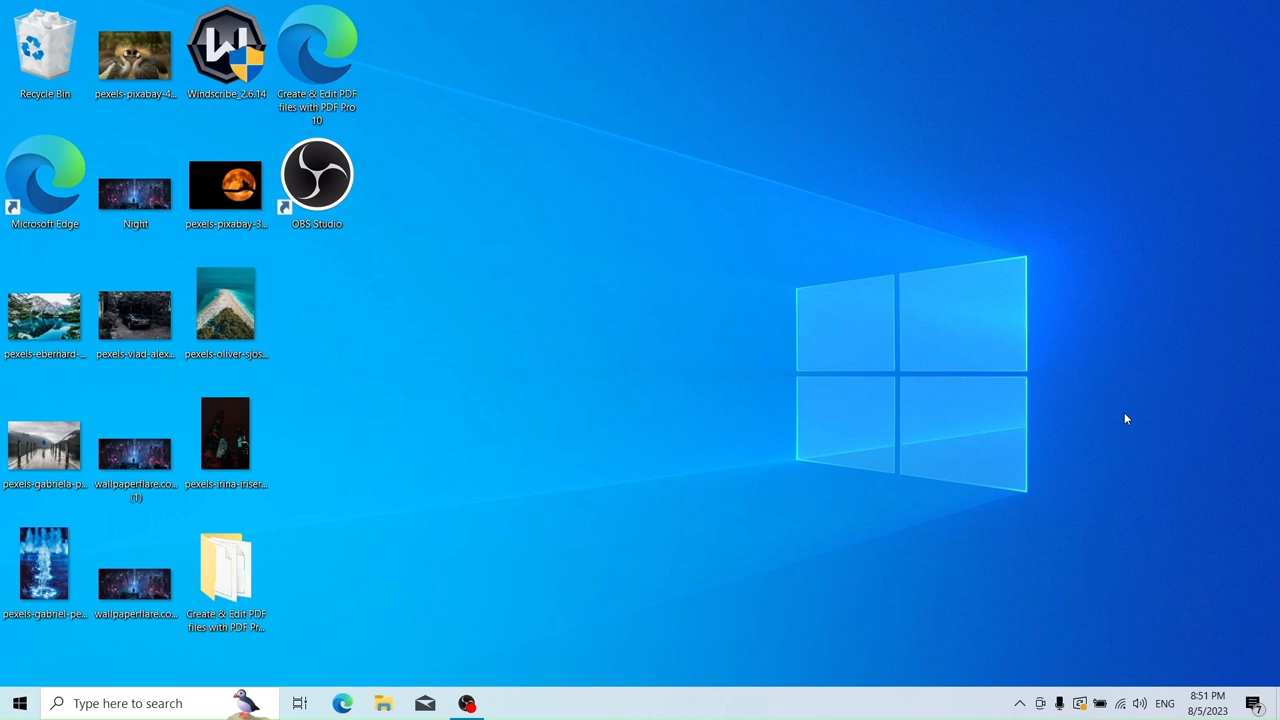 Recycle Bin
pexels-pixabay-4...
Windscribe_2.6.14
Create & Edit PDF
files with PDF Pro
10
Microsoft Edge
Night
pexels-pixabay-3...
OBS Studio
pexels-eberhard-...
pexels-vlad-alex...
pexels-oliver-sjos...
pexels-gabriela-p...
wallpaperflare.co...
(1)
pexels-irina-iriser...
pexels-gabriel-pe...
wallpaperflare.co...
Create & Edit PDF
files with PDF Pr...
Type here to search
ENG
8:51 PM
8/5/2023
7